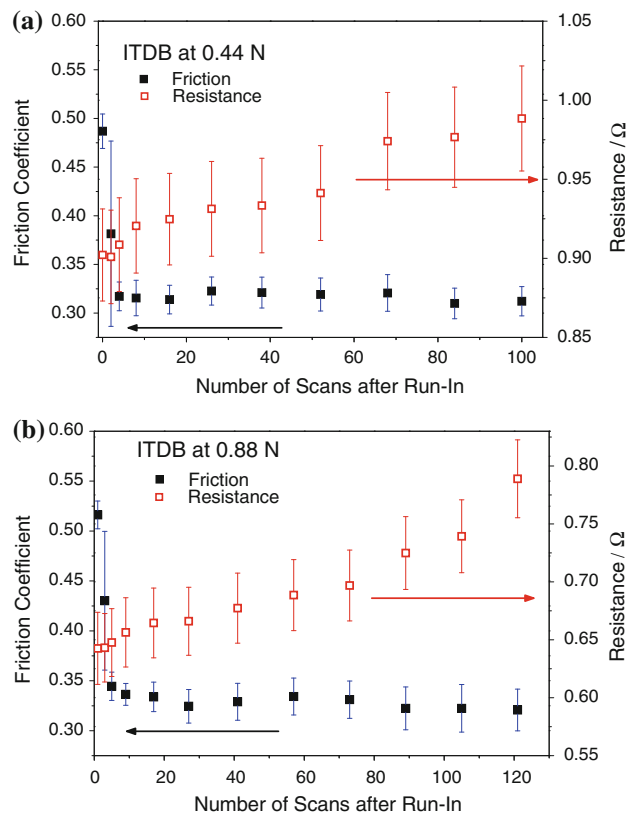 (a)
ITDB at 0.44 N
Friction
Resistance
Friction Coefficient
0.60
0.55
0.50
0.45
0.40
0.35
0.30
Resistance / Ω
1.05
1.00
0.95
0.90
0.85
0 20 40 60 80 100
Number of Scans after Run-In
(b)
ITDB at 0.88 N
Friction
Resistance
Friction Coefficient
0.60
0.55
0.50
0.45
0.40
0.35
0.30
Resistance / Ω
0.80
0.75
0.70
0.65
0.60
0.55
0 20 40 60 80 100 120
Number of Scans after Run-In